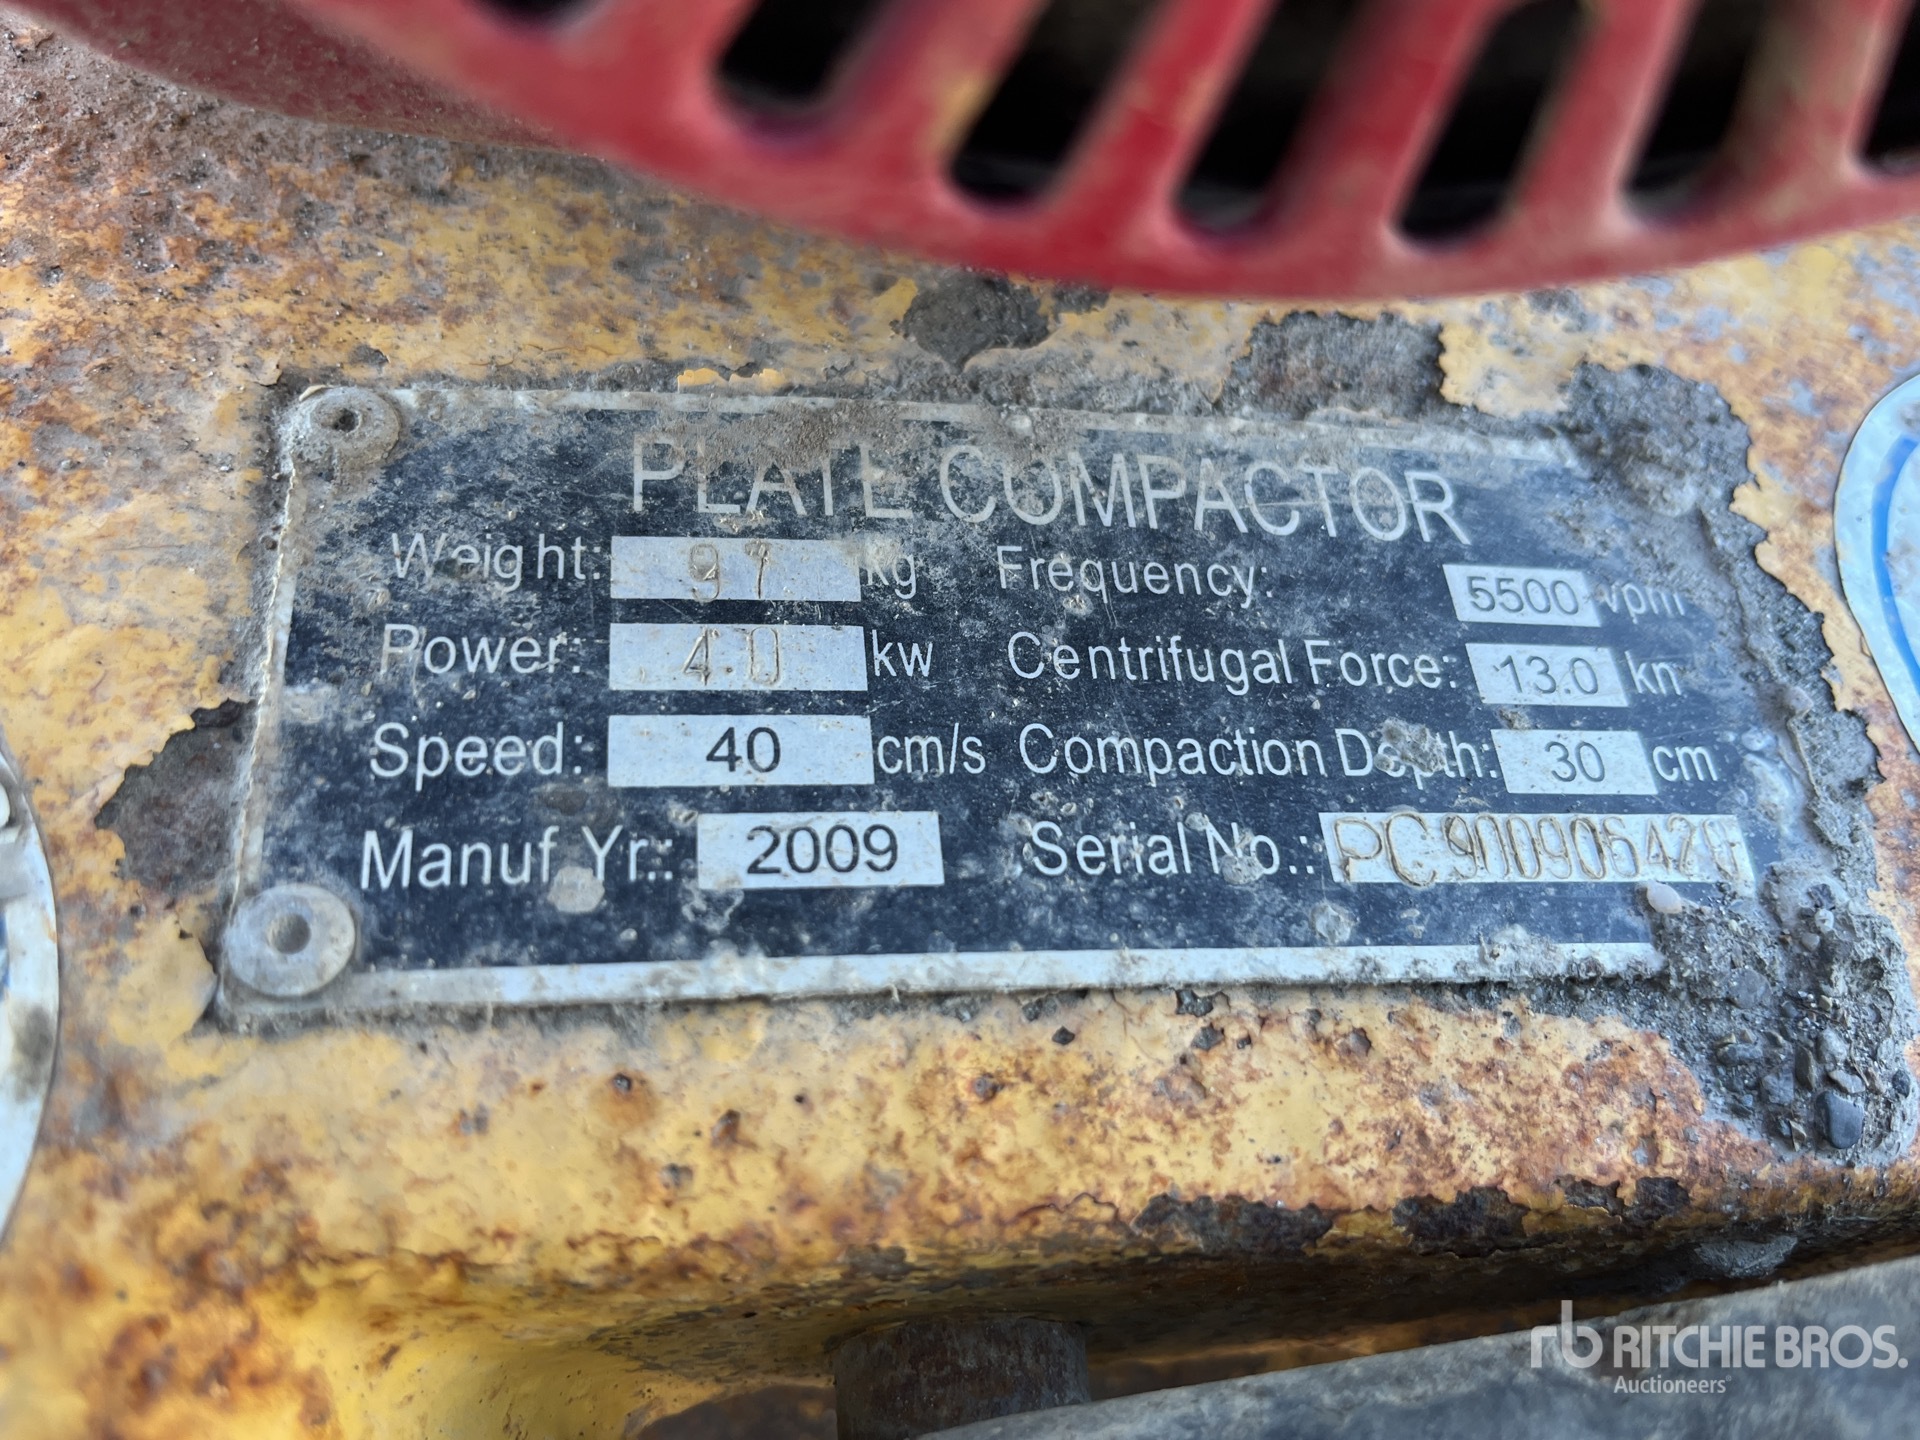 PLATE COMPACTOR
Weight: 97 kg Frequency: 5500 vpm
Power: 4.0 kw Centrifugal Force: 13.0 kn
Speed: 40 cm/s Compaction Depth: 30 cm
Manuf Yr.: 2009 Serial No.:
rb RITCHIE BROS.
Auctioneers